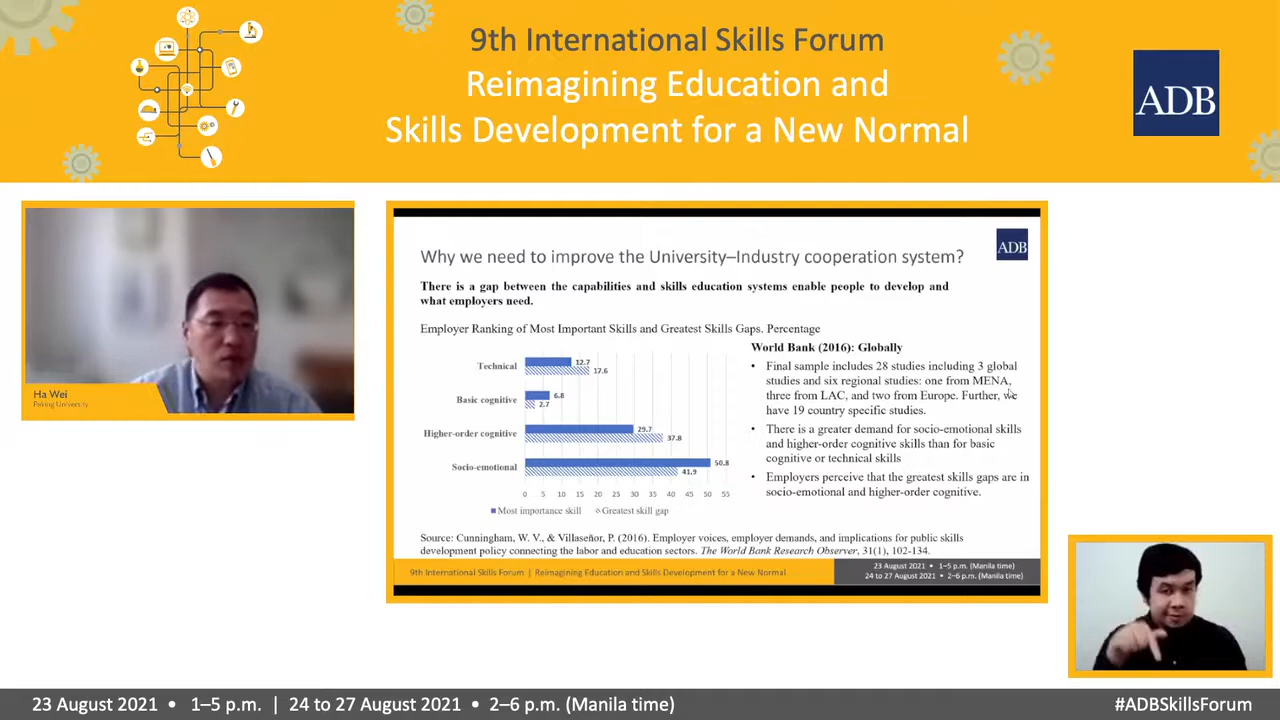 9th International Skills Forum
Reimagining Education and
Skills Development for a New Normal
ADB
Ha Wei
Peking University
Why we need to improve the University–Industry cooperation system?
ADB
There is a gap between the capabilities and skills education systems enable people to develop and
what employers need.
Employer Ranking of Most Important Skills and Greatest Skills Gaps. Percentage
Technical
12.7
17.6
Basic cognitive
6.8
2.7
Higher-order cognitive
29.7
37.8
Socio-emotional
50.8
41.9
0 5 10 15 20 25 30 35 40 45 50 55
Most importance skill Greatest skill gap
World Bank (2016): Globally
• Final sample includes 28 studies including 3 global
studies and six regional studies: one from MENA,
three from LAC, and two from Europe. Further, we
have 19 country specific studies.
• There is a greater demand for socio-emotional skills
and higher-order cognitive skills than for basic
cognitive or technical skills
• Employers perceive that the greatest skills gaps are in
socio-emotional and higher-order cognitive.
Source: Cunningham, W. V., & Villaseñor, P. (2016). Employer voices, employer demands, and implications for public skills
development policy connecting the labor and education sectors. The World Bank Research Observer, 31(1), 102-134.
9th International Skills Forum | Reimagining Education and Skills Development for a New Normal
23 August 2021 • 1–5 p.m. (Manila time)
24 to 27 August 2021 • 2–6 p.m. (Manila time)
23 August 2021 • 1–5 p.m. | 24 to 27 August 2021 • 2–6 p.m. (Manila time)
#ADBSkillsForum